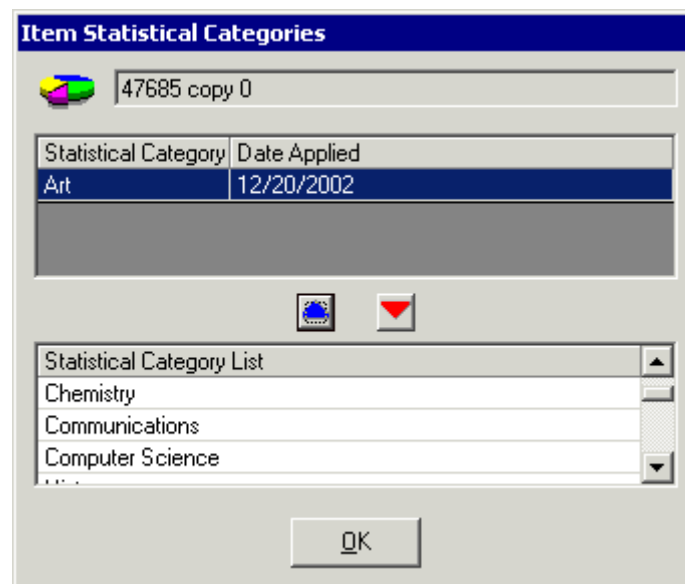 Item Statistical Categories
47685 copy 0
Statistical Category Date Applied
Art 12/20/2002
Statistical Category List
Chemistry
Communications
Computer Science
OK